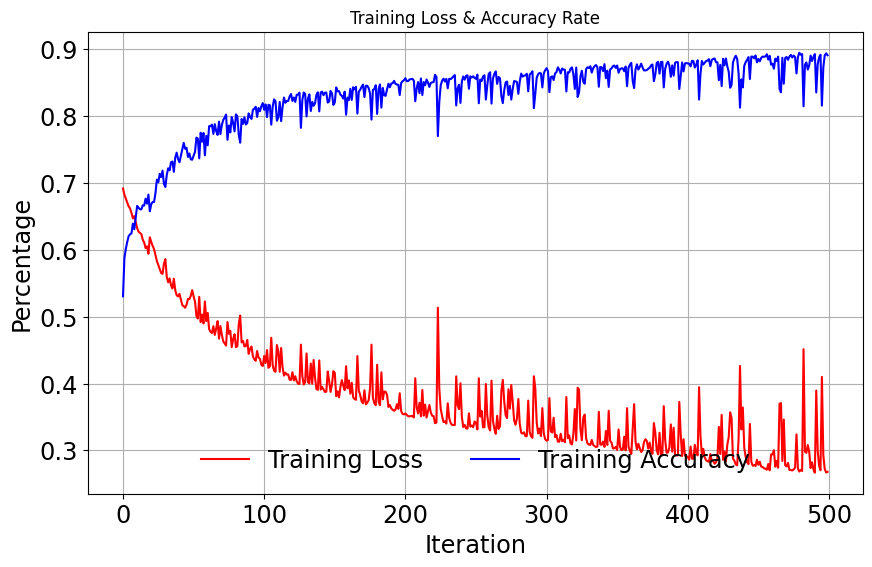 Training Loss & Accuracy Rate
0.9
0.8
0.7
0.6
0.5
0.4
0.3
Percentage
Training Loss Training Accuracy
0 100 200 300 400 500
Iteration